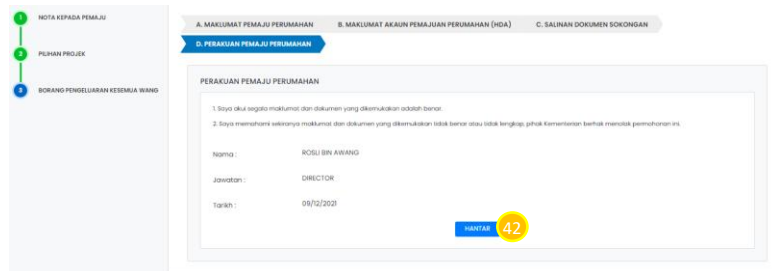 1 NOTA KEPADA PEMAJU
2 PILIHAN PROJEK
3 BORANG PENGELUARAN KESEMUA WANG
A. MAKLUMAT PEMAJU PERUMAHAN B. MAKLUMAT AKAUN PEMAJUAN PERUMAHAN (HDA) C. SALINAN DOKUMEN SOKONGAN
D. PERAKUAN PEMAJU PERUMAHAN
PERAKUAN PEMAJU PERUMAHAN
1. Saya akui segala maklumat dan dokumen yang dikemukakan adalah benar.
2. Saya memahami sekiranya maklumat dan dokumen yang dikemukakan tidak benar atau tidak lengkap, pihak Kementerian berhak menolak permohonan ini.
Nama : ROSLI BIN AWANG
Jawatan : DIRECTOR
Tarikh : 09/12/2021
HANTAR 42